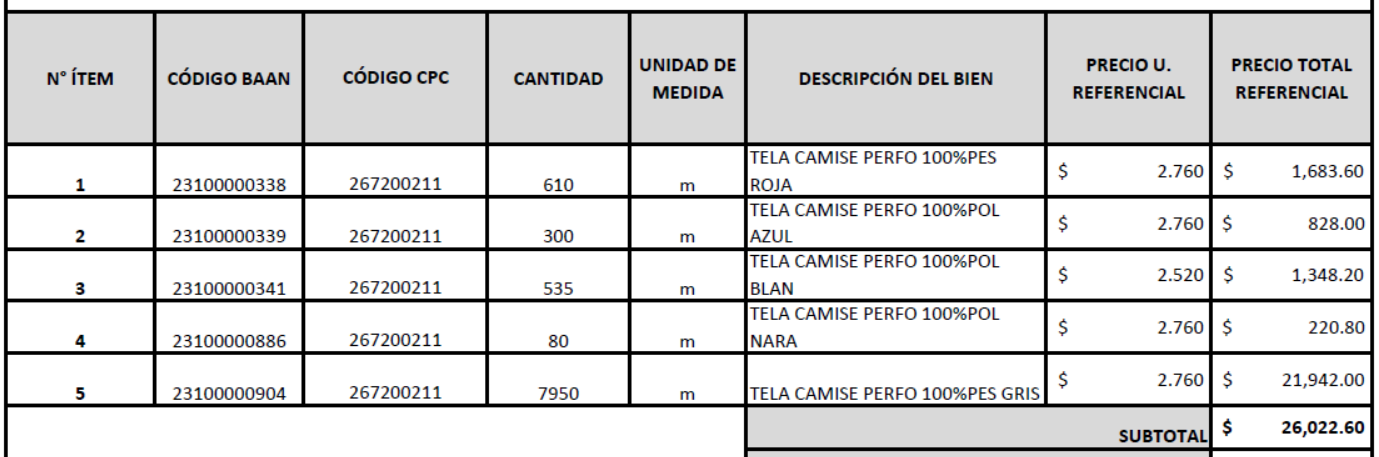 N° ÍTEM CÓDIGO BAAN CÓDIGO CPC CANTIDAD UNIDAD DE MEDIDA DESCRIPCIÓN DEL BIEN PRECIO U. REFERENCIAL PRECIO TOTAL REFERENCIAL
1 23100000338 267200211 610 m TELA CAMISE PERFO 100%PES ROJA $ 2.760 $ 1,683.60
2 23100000339 267200211 300 m TELA CAMISE PERFO 100%POL AZUL $ 2.760 $ 828.00
3 23100000341 267200211 535 m TELA CAMISE PERFO 100%POL BLAN $ 2.520 $ 1,348.20
4 23100000886 267200211 80 m TELA CAMISE PERFO 100%POL NARA $ 2.760 $ 220.80
5 23100000904 267200211 7950 m TELA CAMISE PERFO 100%PES GRIS $ 2.760 $ 21,942.00
SUBTOTAL $ 26,022.60